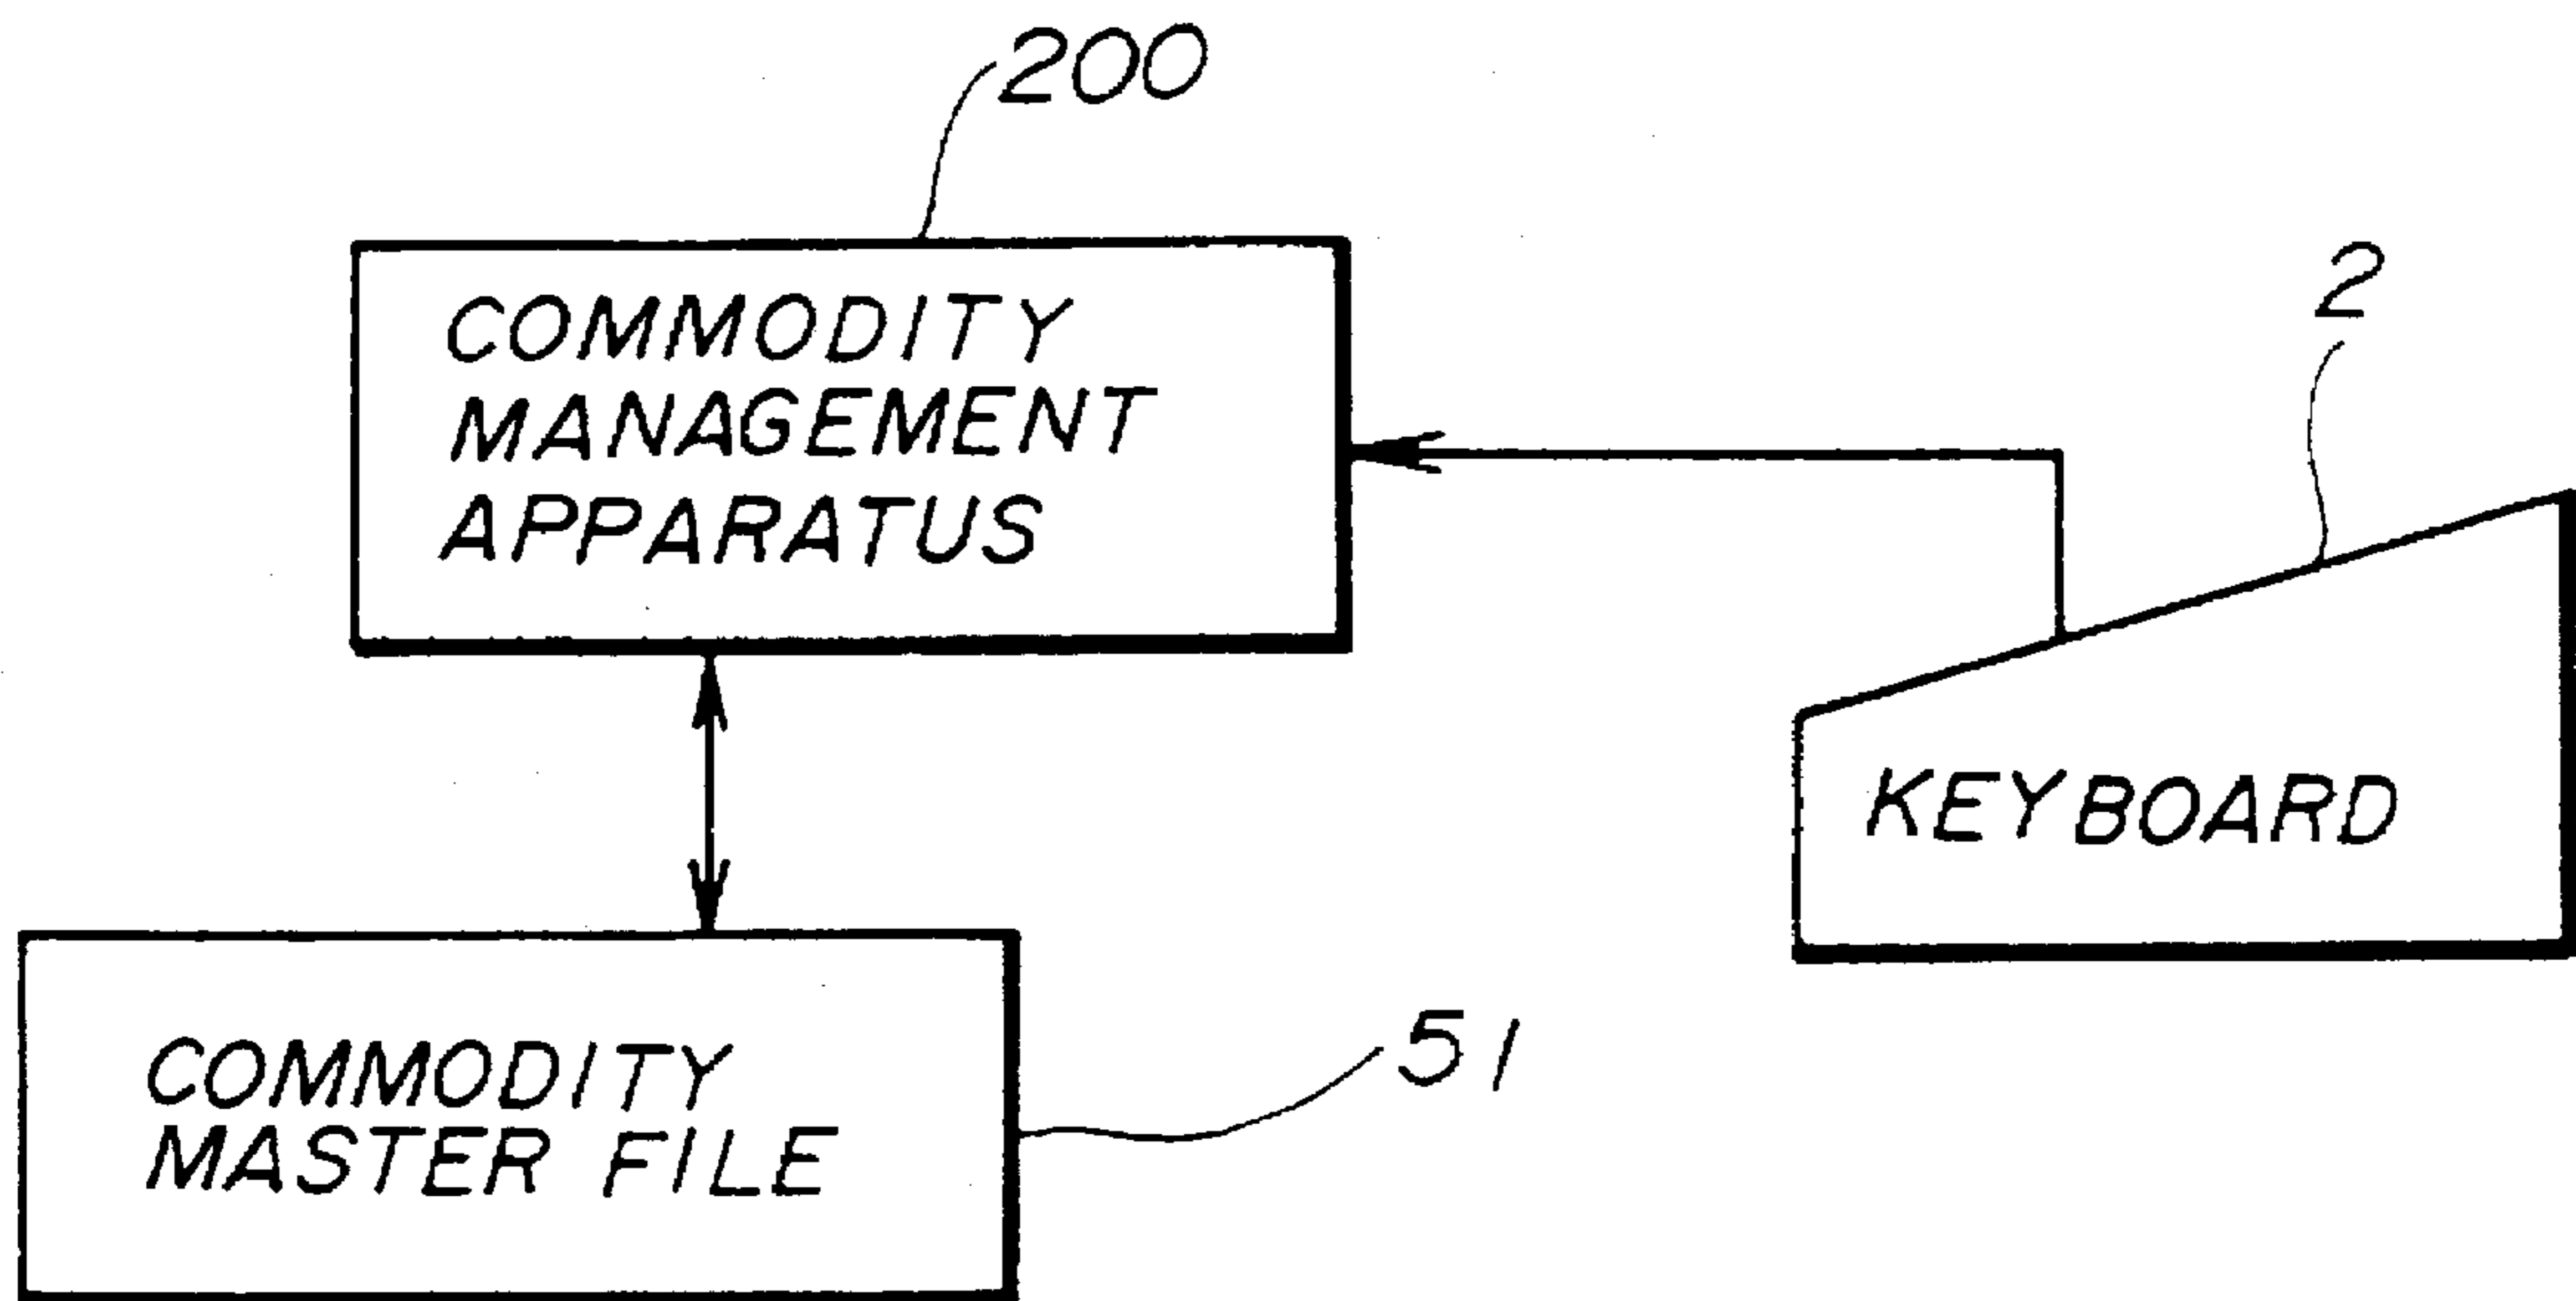 200
COMMODITY
MANAGEMENT
APPARATUS
2
KEYBOARD
COMMODITY
MASTER FILE
51